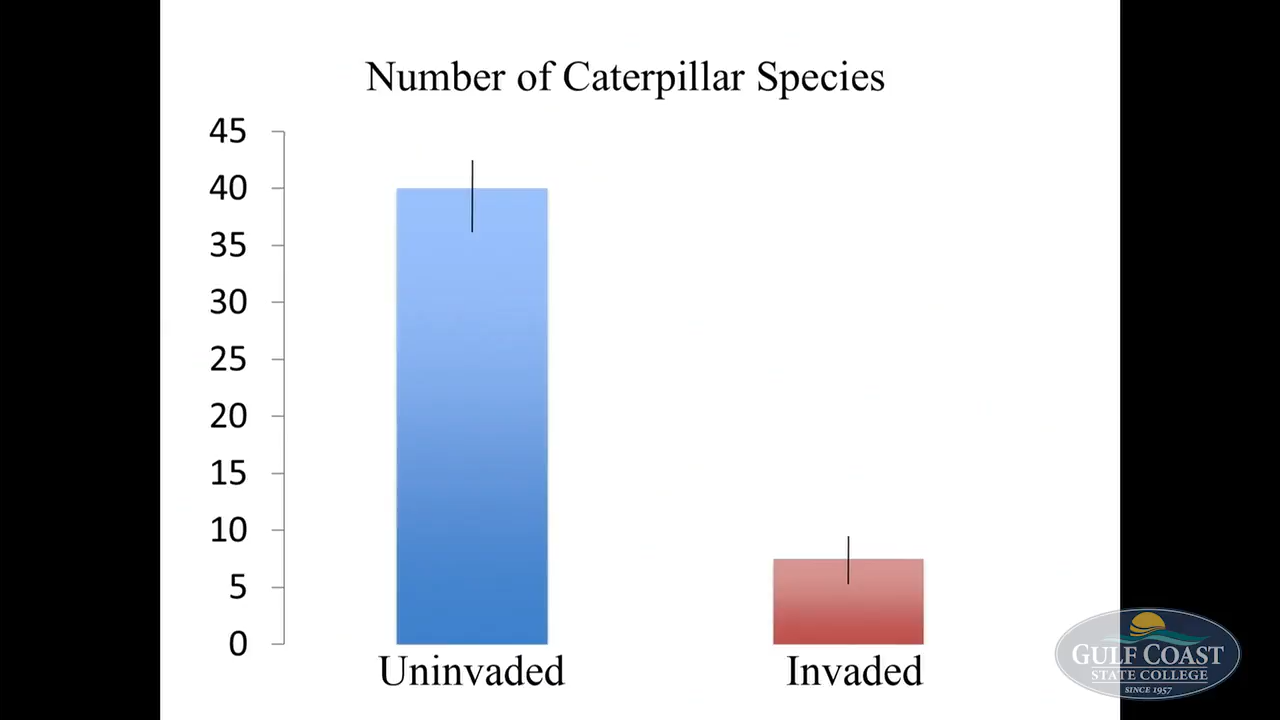 Number of Caterpillar Species
45
40
35
30
25
20
15
10
5
0
Uninvaded
Invaded
GULF COAST
STATE COLLEGE
SINCE 1957